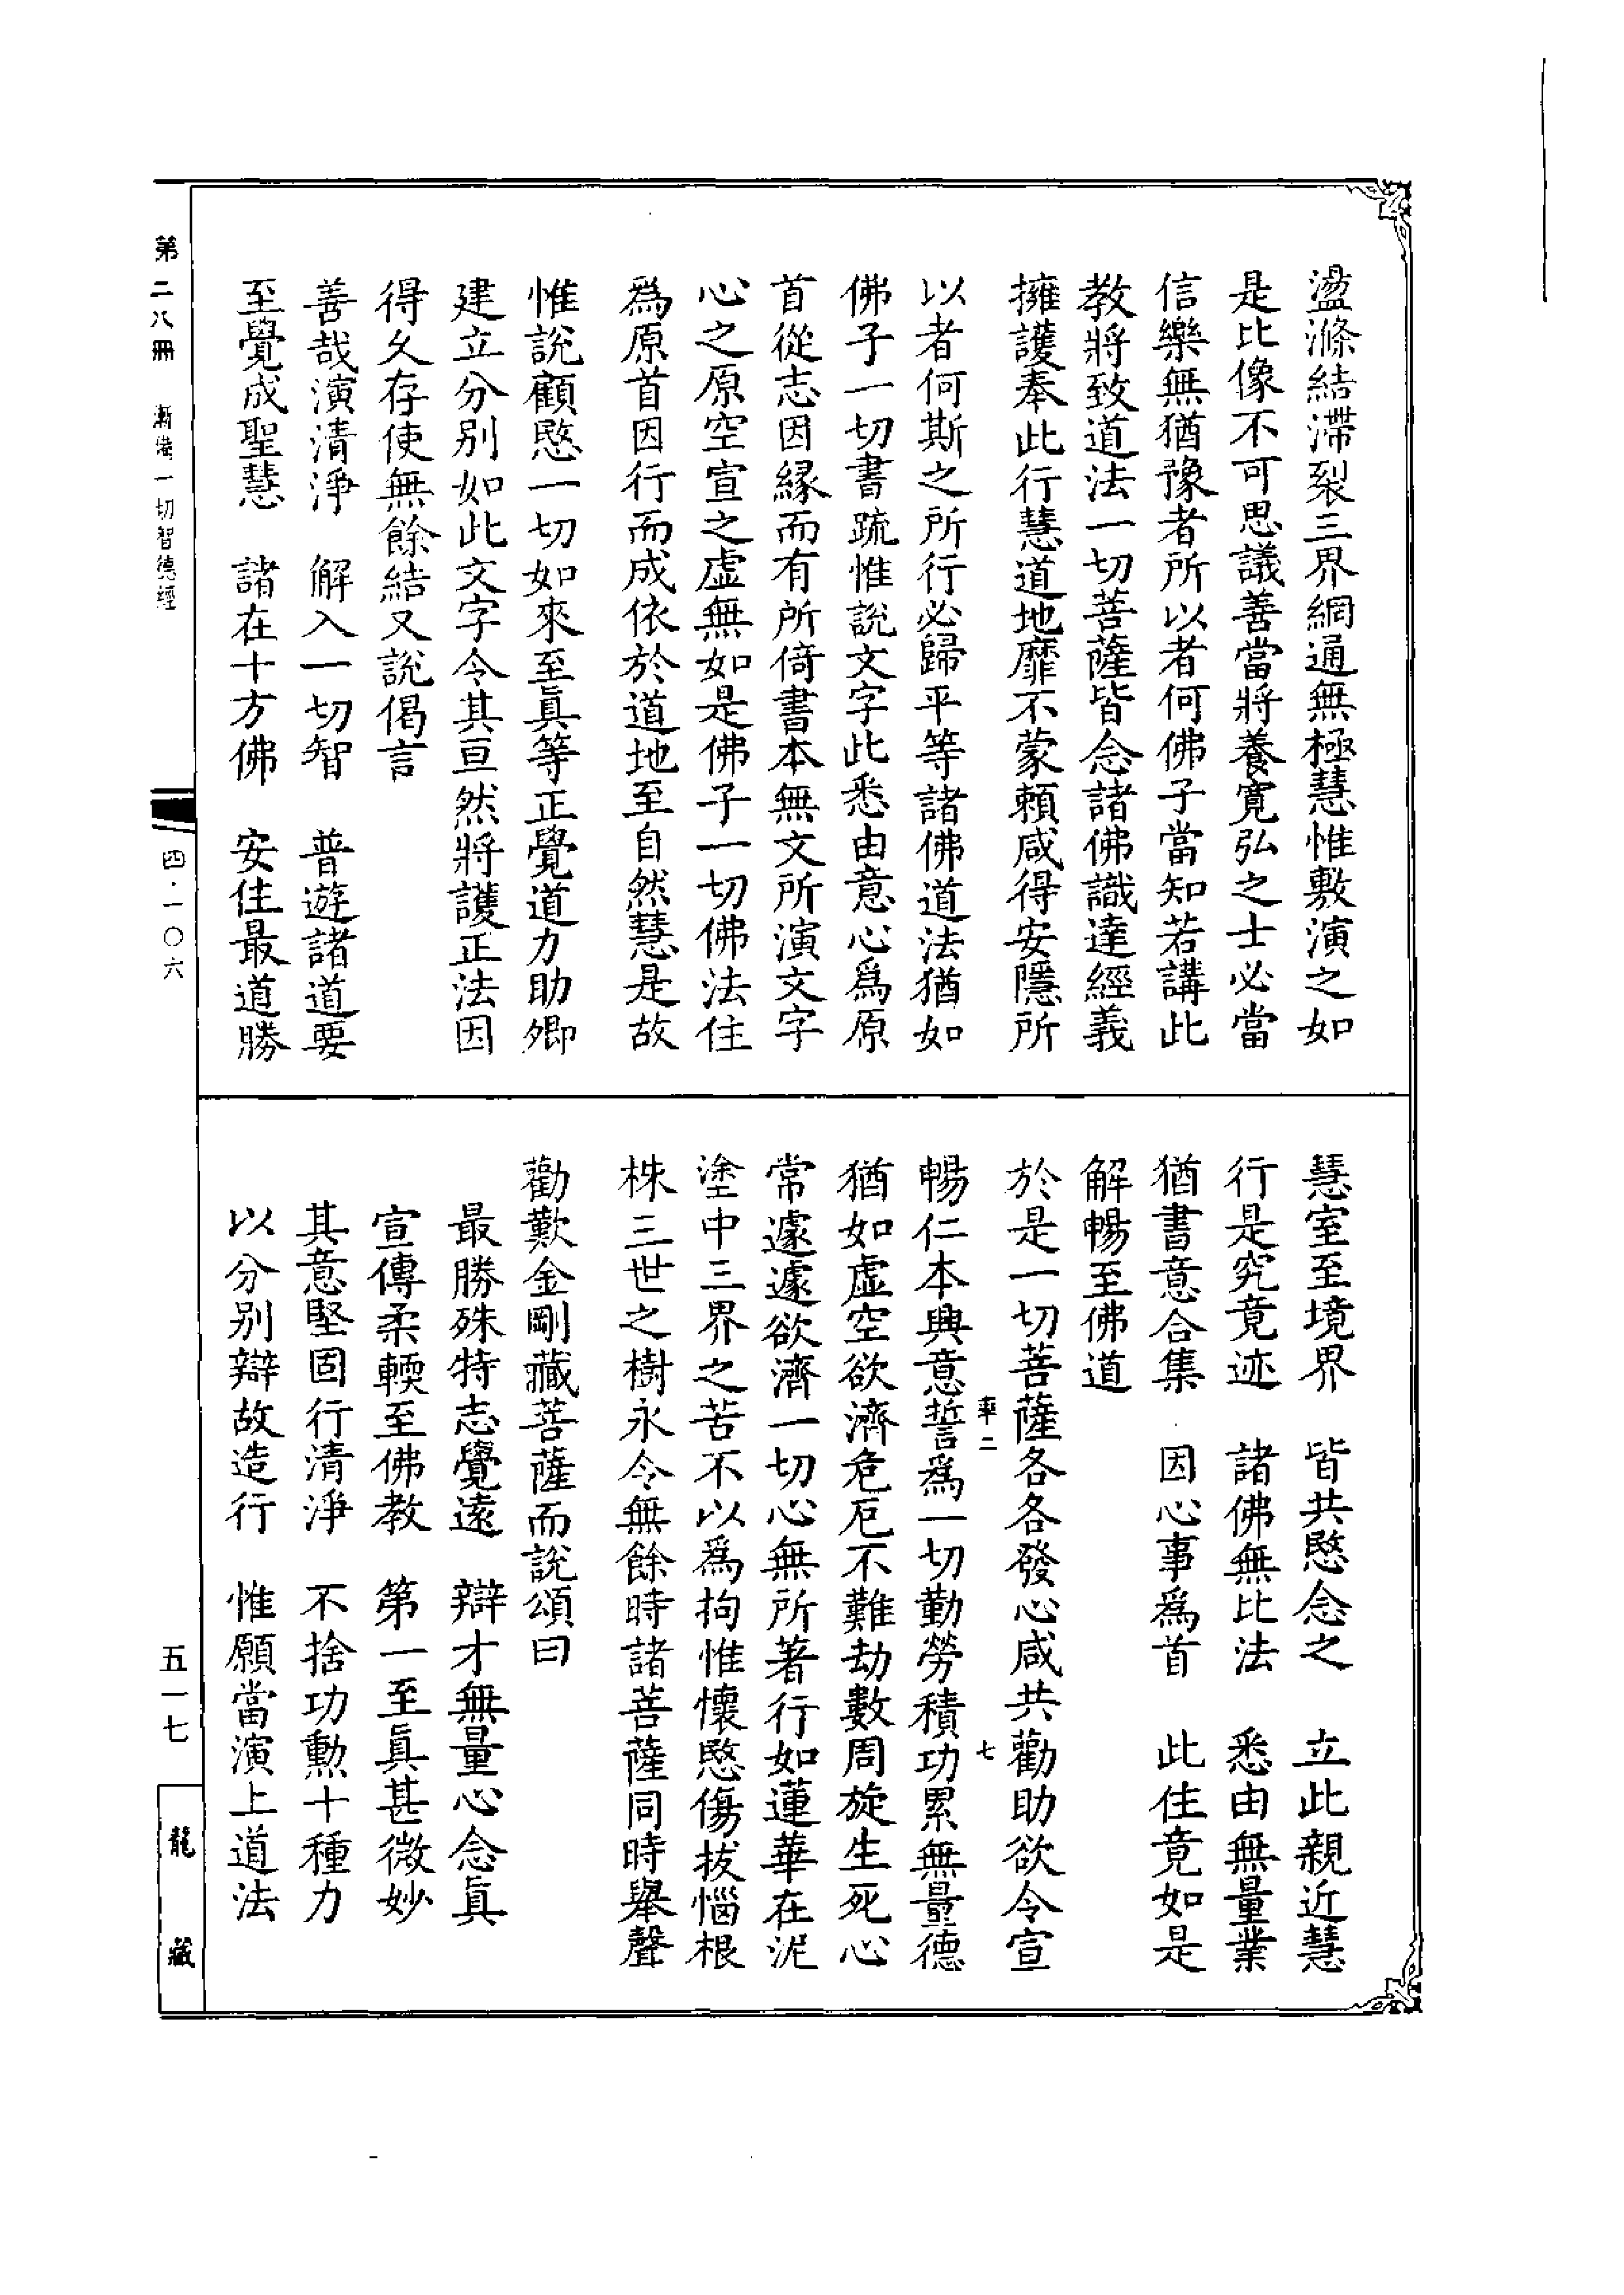 盪滌結滯裂三界網通無極慧惟敷演之如
是比像不可思議善當將養寛弘之士必當
信樂無猶豫者所以者何佛子當知若講此
教將致道法一切菩薩皆念諸佛識達經義
擁護奉此行慧道地靡不蒙賴咸得安隱所
以者何斯之所行必歸平等諸佛道法猶如
佛子一切書疏惟說文字此悉由意心爲原
首從志因緣而有所倚書本無文所演文字
心之原空宣之虛無如是佛子一切佛法住
爲原首因行而成依於道地至自然慧是故
惟說顧愍一切如來至眞等正覺道力助卿
建立分別如此文字令其亘然將護正法因
得久存使無餘結又說偈言
善哉演清淨　解入一切智　普遊諸道要
至覺成聖慧　諸在十方佛　安住最道勝
慧室至境界　皆共愍念之　立此親近慧
行是究竟迹　諸佛無比法　悉由無量業
猶書意合集　因心事爲首　此住竟如是
解暢至佛道
於是一切菩薩各各發心咸共勸助欲令宣
率二　七
暢仁本興意誓爲一切勤勞積功累無量德
猶如虛空欲濟危厄不難劫數周旋生死心
常遽遽欲濟一切心無所著行如蓮華在泥
塗中三界之苦不以爲拘惟懷愍傷拔惱根
株三世之樹永令無餘時諸菩薩同時舉聲
勸歎金剛藏菩薩而說頌曰
最勝殊特志覺遠　辯才無量心念眞
宣傳柔輭至佛教　第一至眞甚微妙
其意堅固行清淨　不捨功勳十種力
以分別辯故造行　惟願當演上道法
第二八冊　漸備一切智德經
四·一〇六
五一七
龍藏